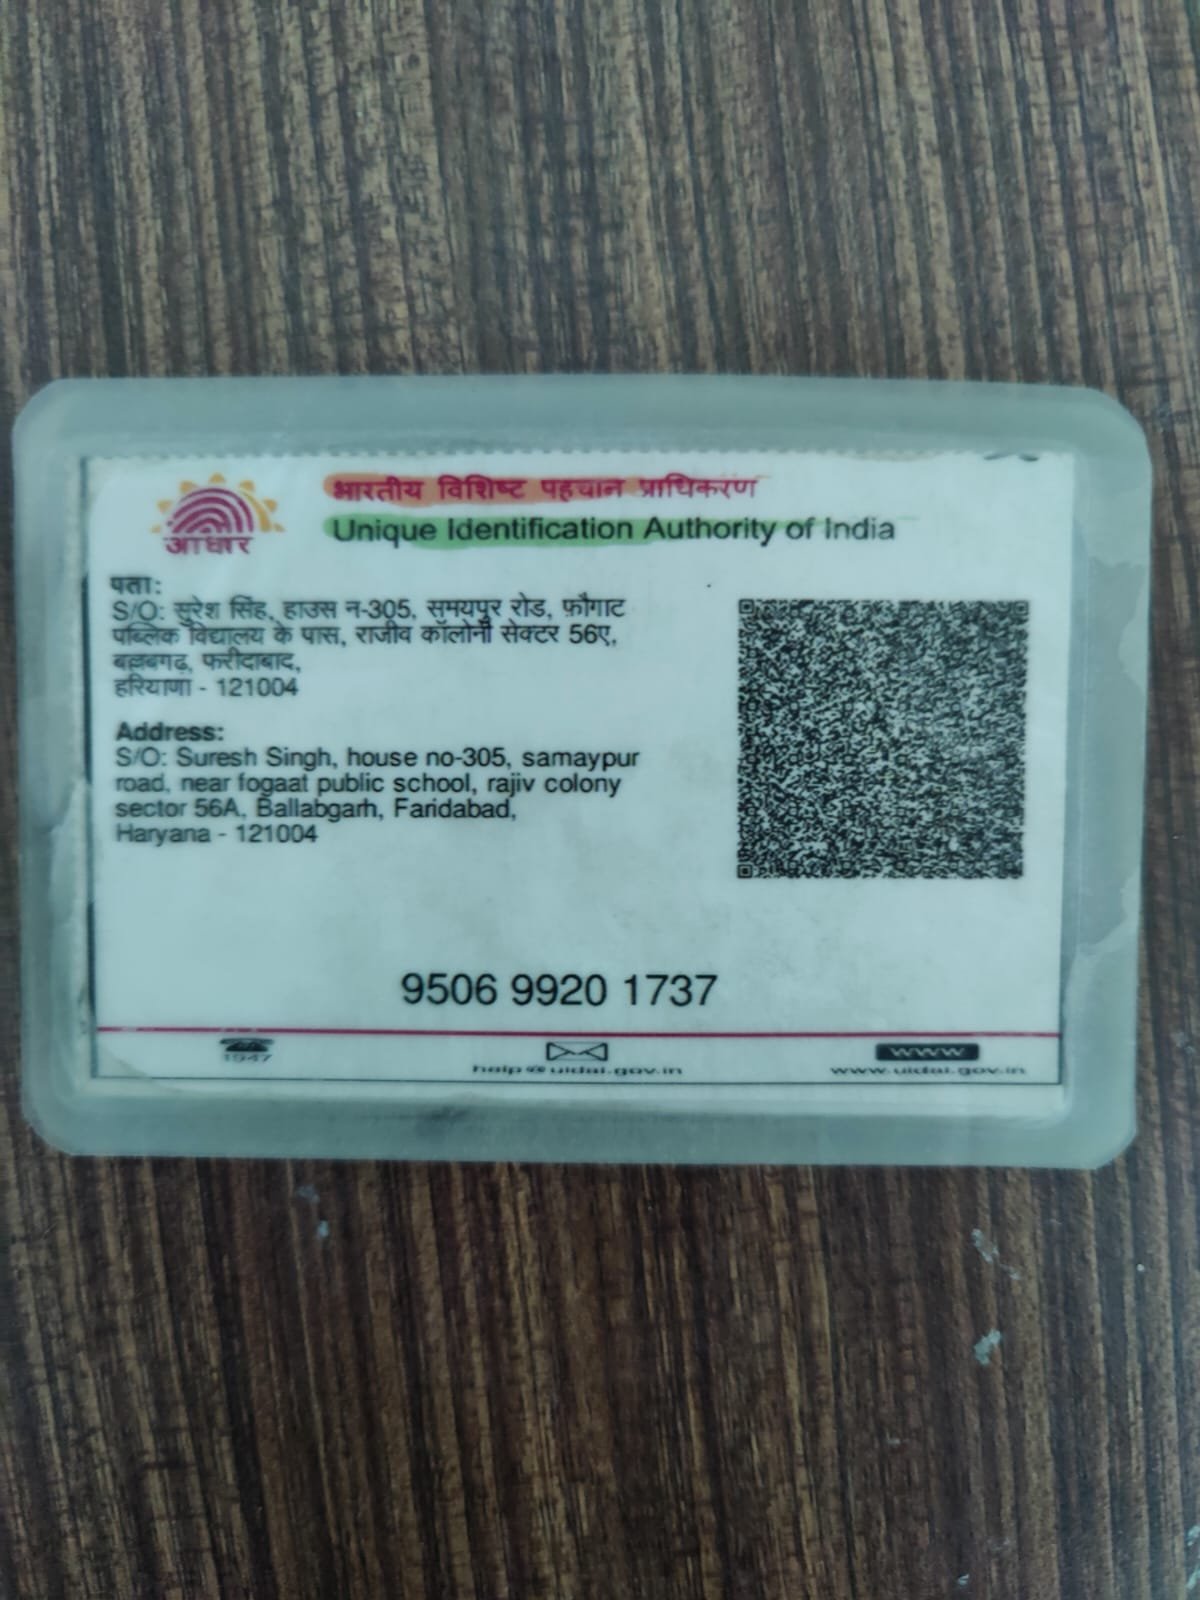 आधार
भारतीय विशिष्ट पहचान प्राधिकरण
Unique Identification Authority of India
पता:
S/O: सुरेश सिंह, हाउस न-305, समयपुर रोड, फ़ौगाट
पब्लिक विद्यालय के पास, राजीव कॉलोनी सेक्टर 56ए,
बल्लबगढ़, फरीदाबाद,
हरियाणा - 121004
Address:
S/O: Suresh Singh, house no-305, samaypur
road, near fogaat public school, rajiv colony
sector 56A, Ballabgarh, Faridabad,
Haryana - 121004
9506 9920 1737
1947
help@uidai.gov.in
WWW
www.uidai.gov.in